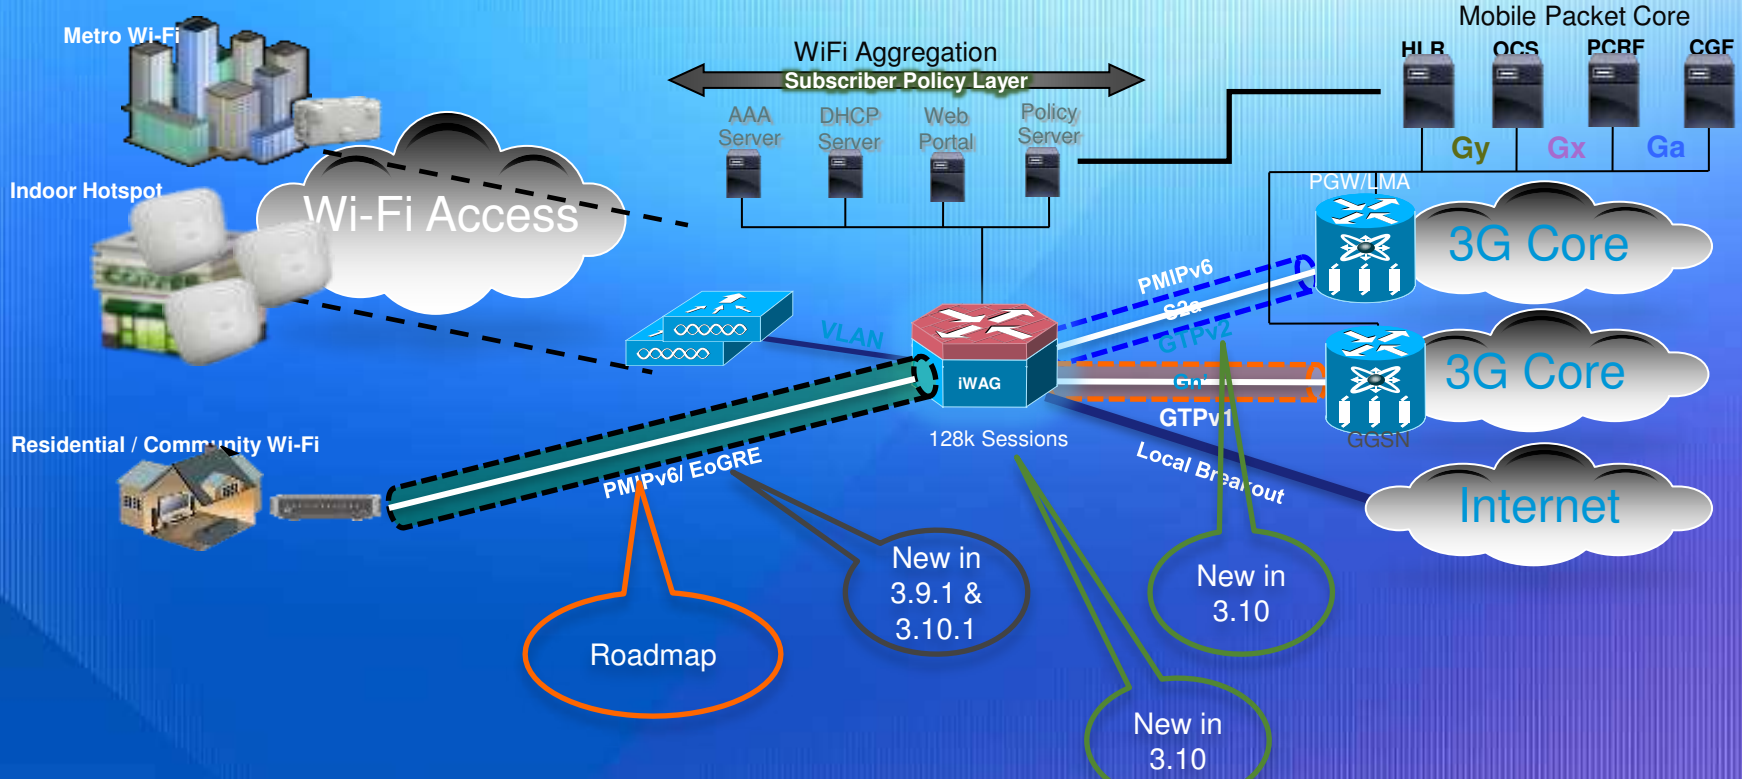 Metro Wi-Fi
Indoor Hotspot
Wi-Fi Access
Residential / Community Wi-Fi
WiFi Aggregation
Subscriber Policy Layer
AAA
Server
DHCP
Server
Web
Portal
Policy
Server
Mobile Packet Core
HLR OCS PCRF CGF
Gy Gx Ga
PGW/LMA
3G Core
PMIPv6
S2a
GTPv2
VLAN
iWAG
128k Sessions
Gn'
GTPv1
3G Core
GGSN
Local Breakout
Internet
PMIPv6/ EoGRE
Roadmap
New in
3.9.1 &
3.10.1
New in
3.10
New in
3.10